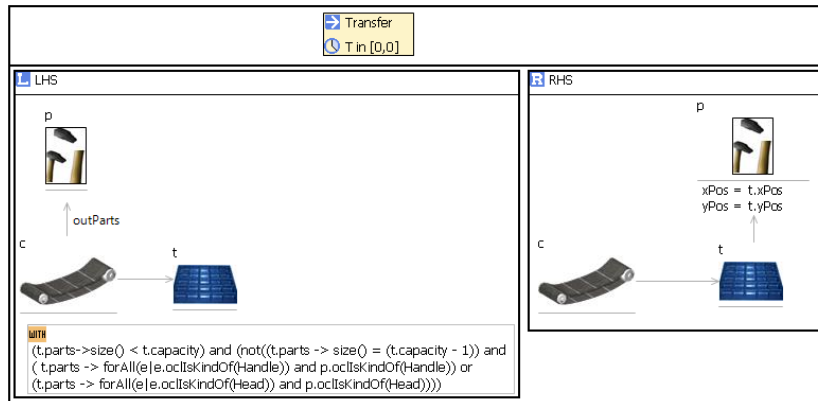 Transfer
T in [0,0]
L LHS
p
outParts
c
t
WITH
(t.parts->size() < t.capacity) and (not((t.parts -> size() = (t.capacity - 1)) and
( t.parts -> forAll(e|e.oclIsKindOf(Handle)) and p.oclIsKindOf(Handle)) or
(t.parts -> forAll(e|e.oclIsKindOf(Head)) and p.oclIsKindOf(Head))))
R RHS
p
xPos = t.xPos
yPos = t.yPos
c
t